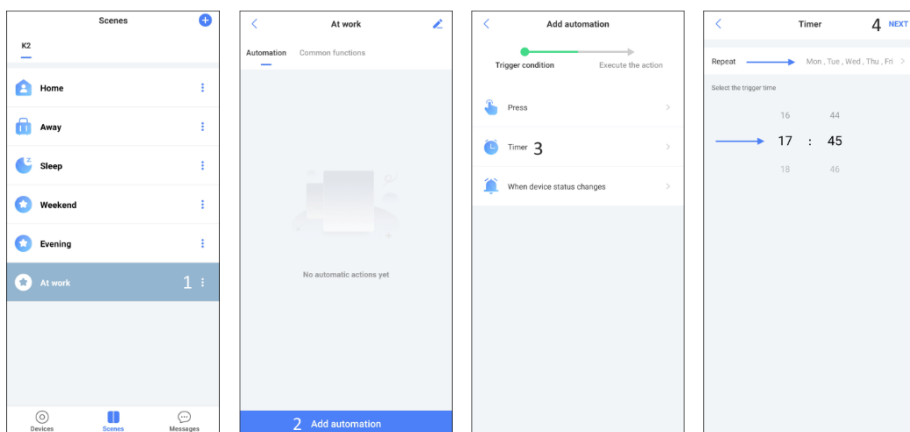 Scenes
K2
Home
Away
Sleep
Weekend
Evening
At work 1
Devices Scenes Messages
At work
Automation Common functions
No automatic actions yet
2 Add automation
Add automation
Trigger condition Execute the action
Press
Timer 3
When device status changes
Timer 4 NEXT
Repeat Mon , Tue , Wed , Thu , Fri
Select the trigger time
16 44
17 : 45
18 46